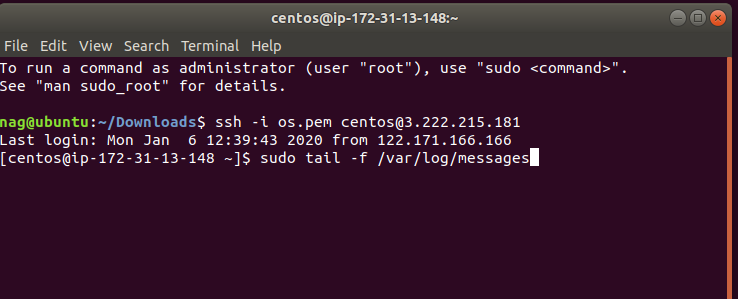 centos@ip-172-31-13-148:~
File Edit View Search Terminal Help
To run a command as administrator (user "root"), use "sudo <command>".
See "man sudo_root" for details.
nag@ubuntu:~/Downloads$ ssh -i os.pem centos@3.222.215.181
Last login: Mon Jan  6 12:39:43 2020 from 122.171.166.166
[centos@ip-172-31-13-148 ~]$ sudo tail -f /var/log/messages